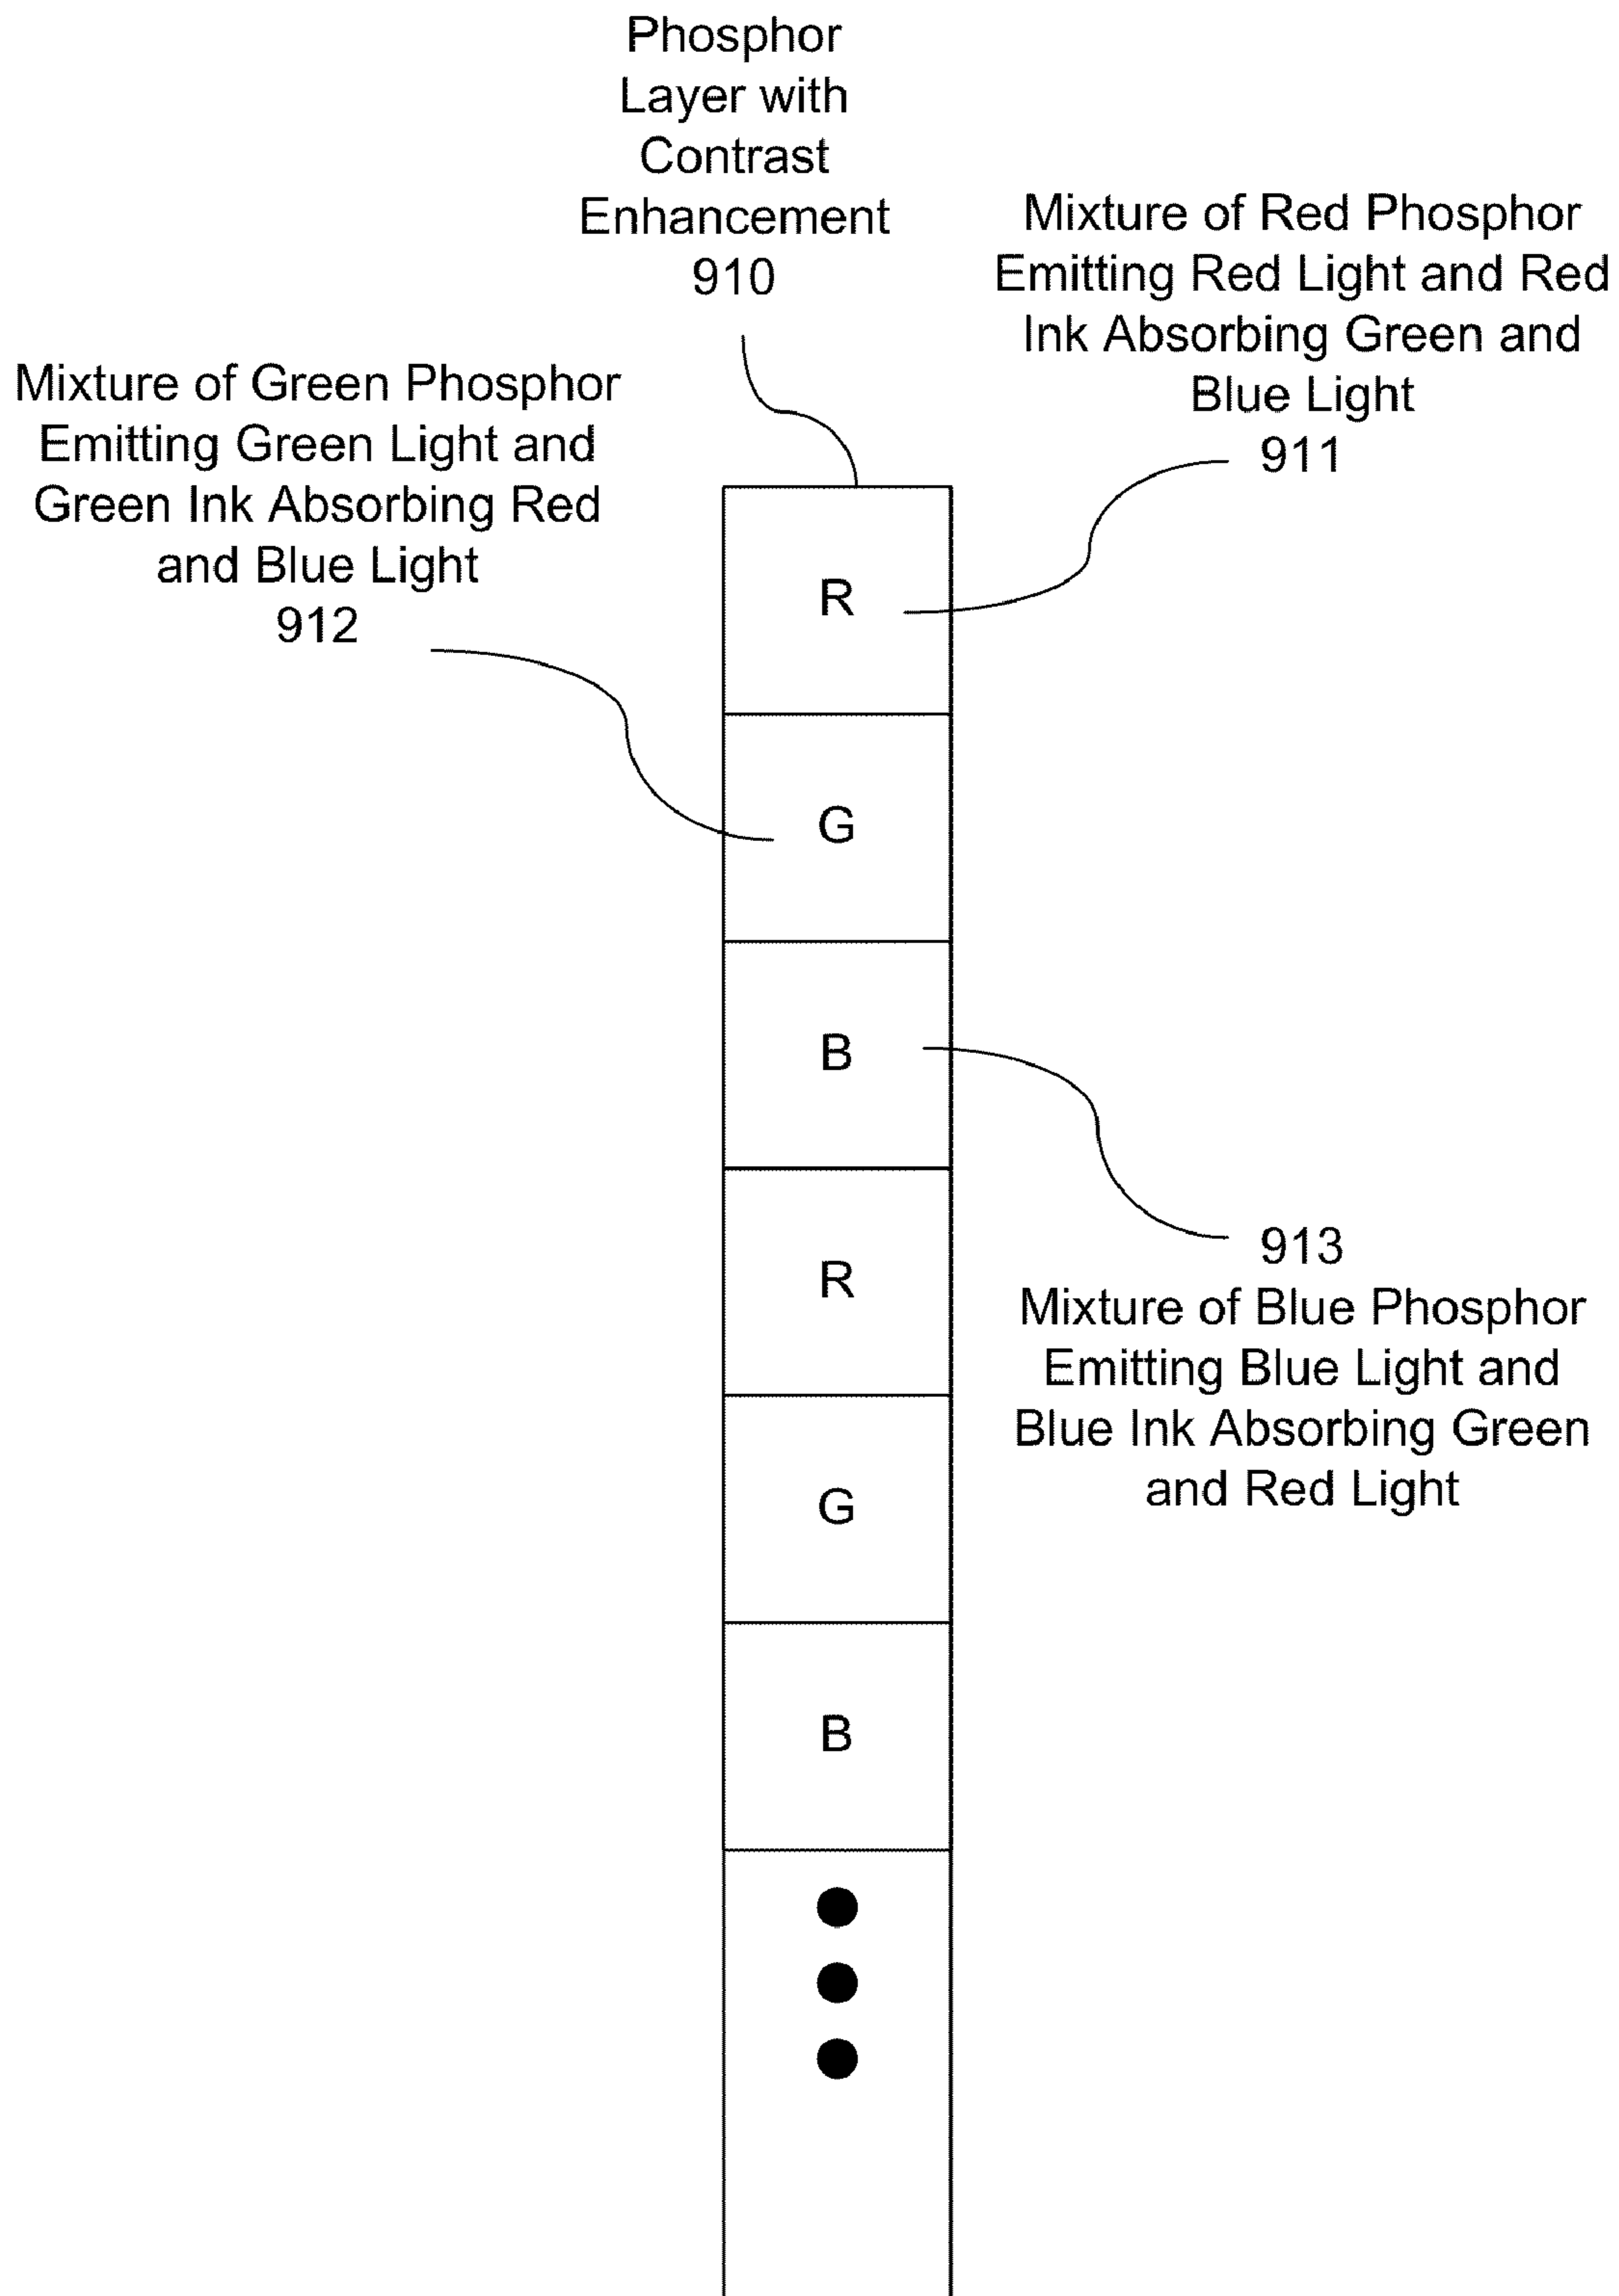 Phosphor
Layer with
Contrast
Enhancement
910
Mixture of Red Phosphor
Emitting Red Light and Red
Ink Absorbing Green and
Blue Light
911
Mixture of Green Phosphor
Emitting Green Light and
Green Ink Absorbing Red
and Blue Light
912
R
G
B
R
G
B
913
Mixture of Blue Phosphor
Emitting Blue Light and
Blue Ink Absorbing Green
and Red Light